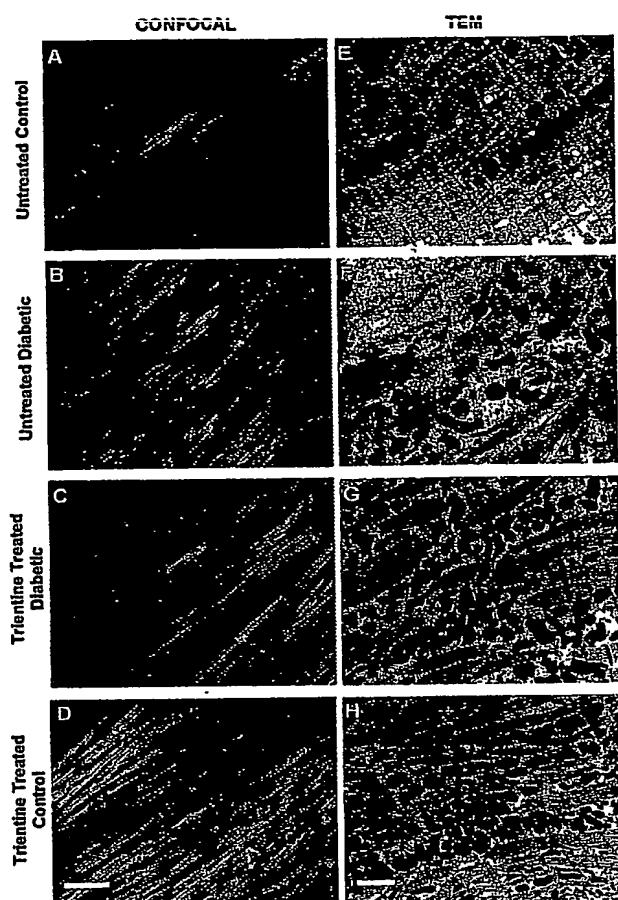 CONFOCAL TEM
Untreated Control
A E
Untreated Diabetic
B F
Trientine Treated
Diabetic
C G
Trientine Treated
Control
D H